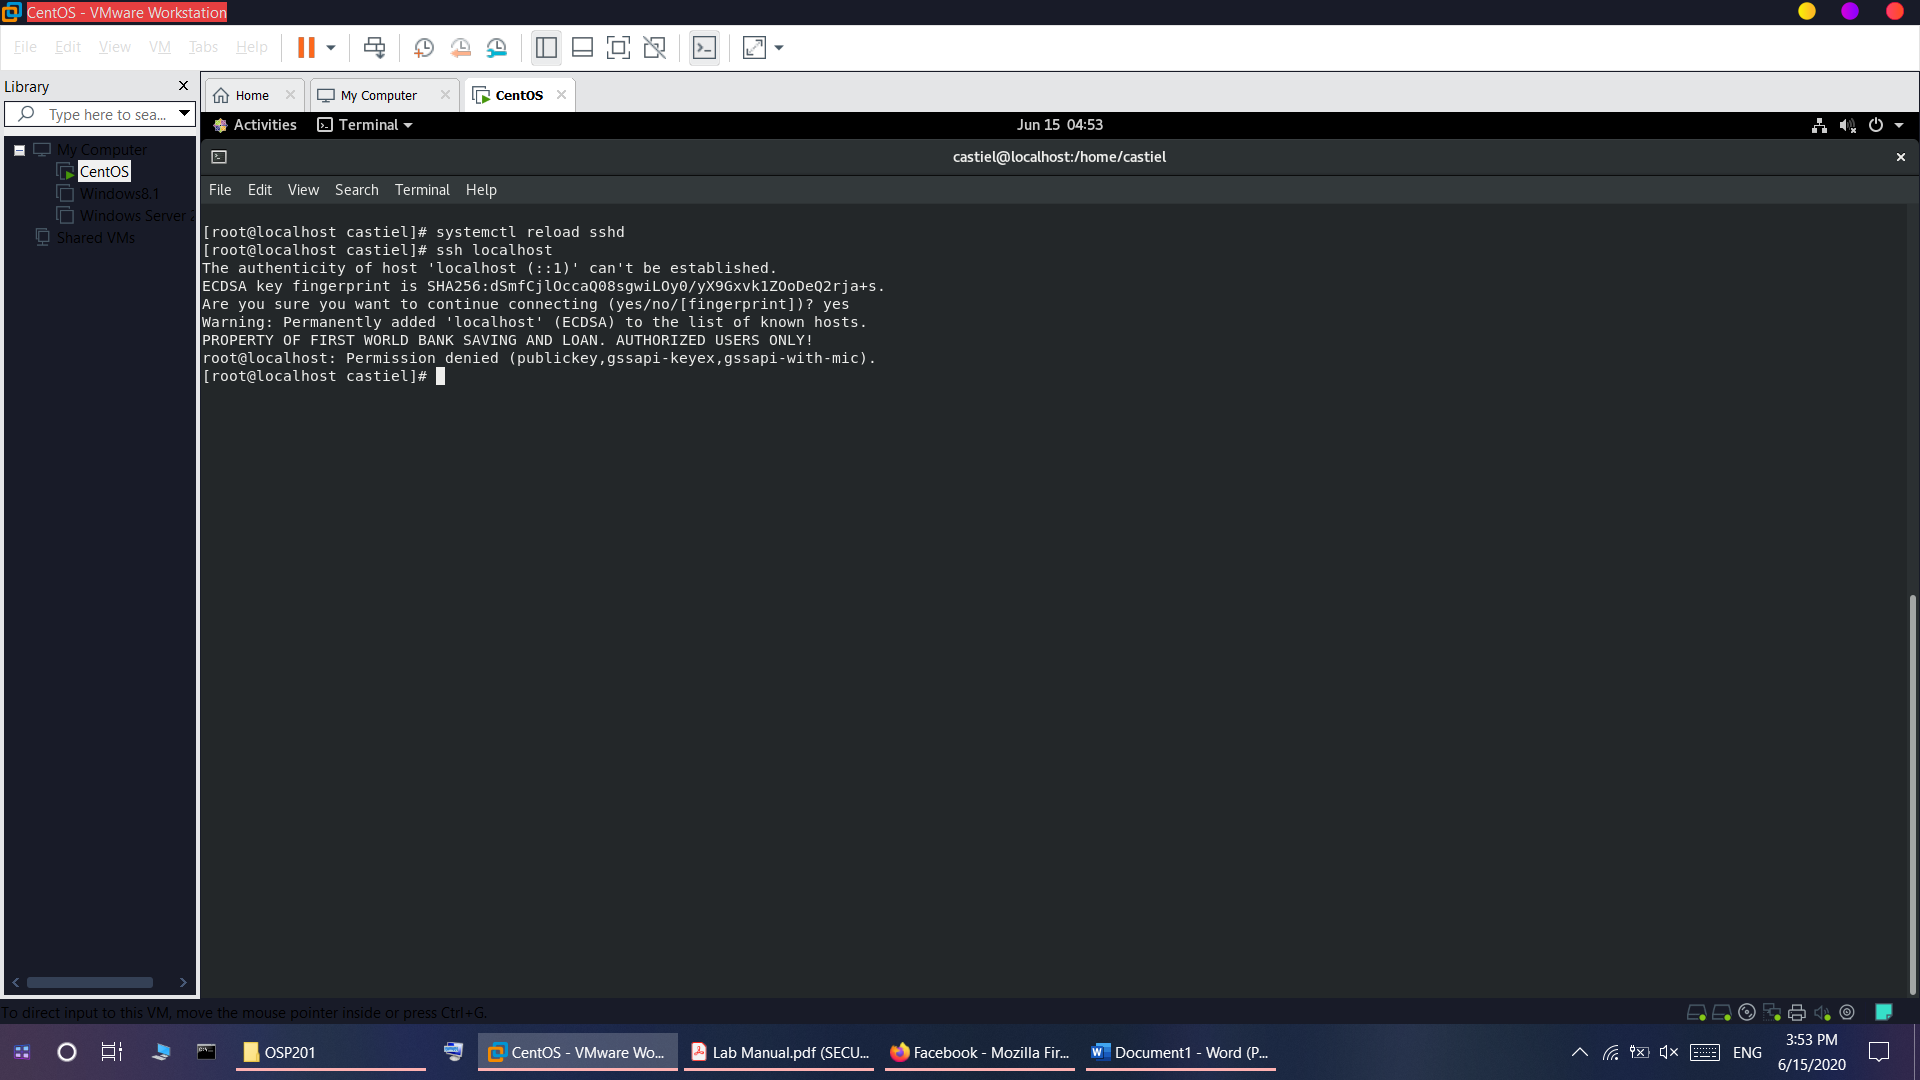 CentOS - VMware Workstation
File Edit View VM Tabs Help
Library
Type here to sea...
My Computer
CentOS
Windows8.1
Windows Server 2
Shared VMs
Home
My Computer
CentOS
Activities
Terminal
Jun 15 04:53
castiel@localhost:/home/castiel
File Edit View Search Terminal Help
[root@localhost castiel]# systemctl reload sshd
[root@localhost castiel]# ssh localhost
The authenticity of host 'localhost (::1)' can't be established.
ECDSA key fingerprint is SHA256:dSmfCjlOccaQ08sgwiLOy0/yX9Gxvk1ZOoDeQ2rja+s.
Are you sure you want to continue connecting (yes/no/[fingerprint])? yes
Warning: Permanently added 'localhost' (ECDSA) to the list of known hosts.
PROPERTY OF FIRST WORLD BANK SAVING AND LOAN. AUTHORIZED USERS ONLY!
root@localhost: Permission denied (publickey,gssapi-keyex,gssapi-with-mic).
[root@localhost castiel]#
To direct input to this VM, move the mouse pointer inside or press Ctrl+G.
OSP201
CentOS - VMware Wo...
Lab Manual.pdf (SECU...
Facebook - Mozilla Fir...
Document1 - Word (P...
ENG
3:53 PM
6/15/2020